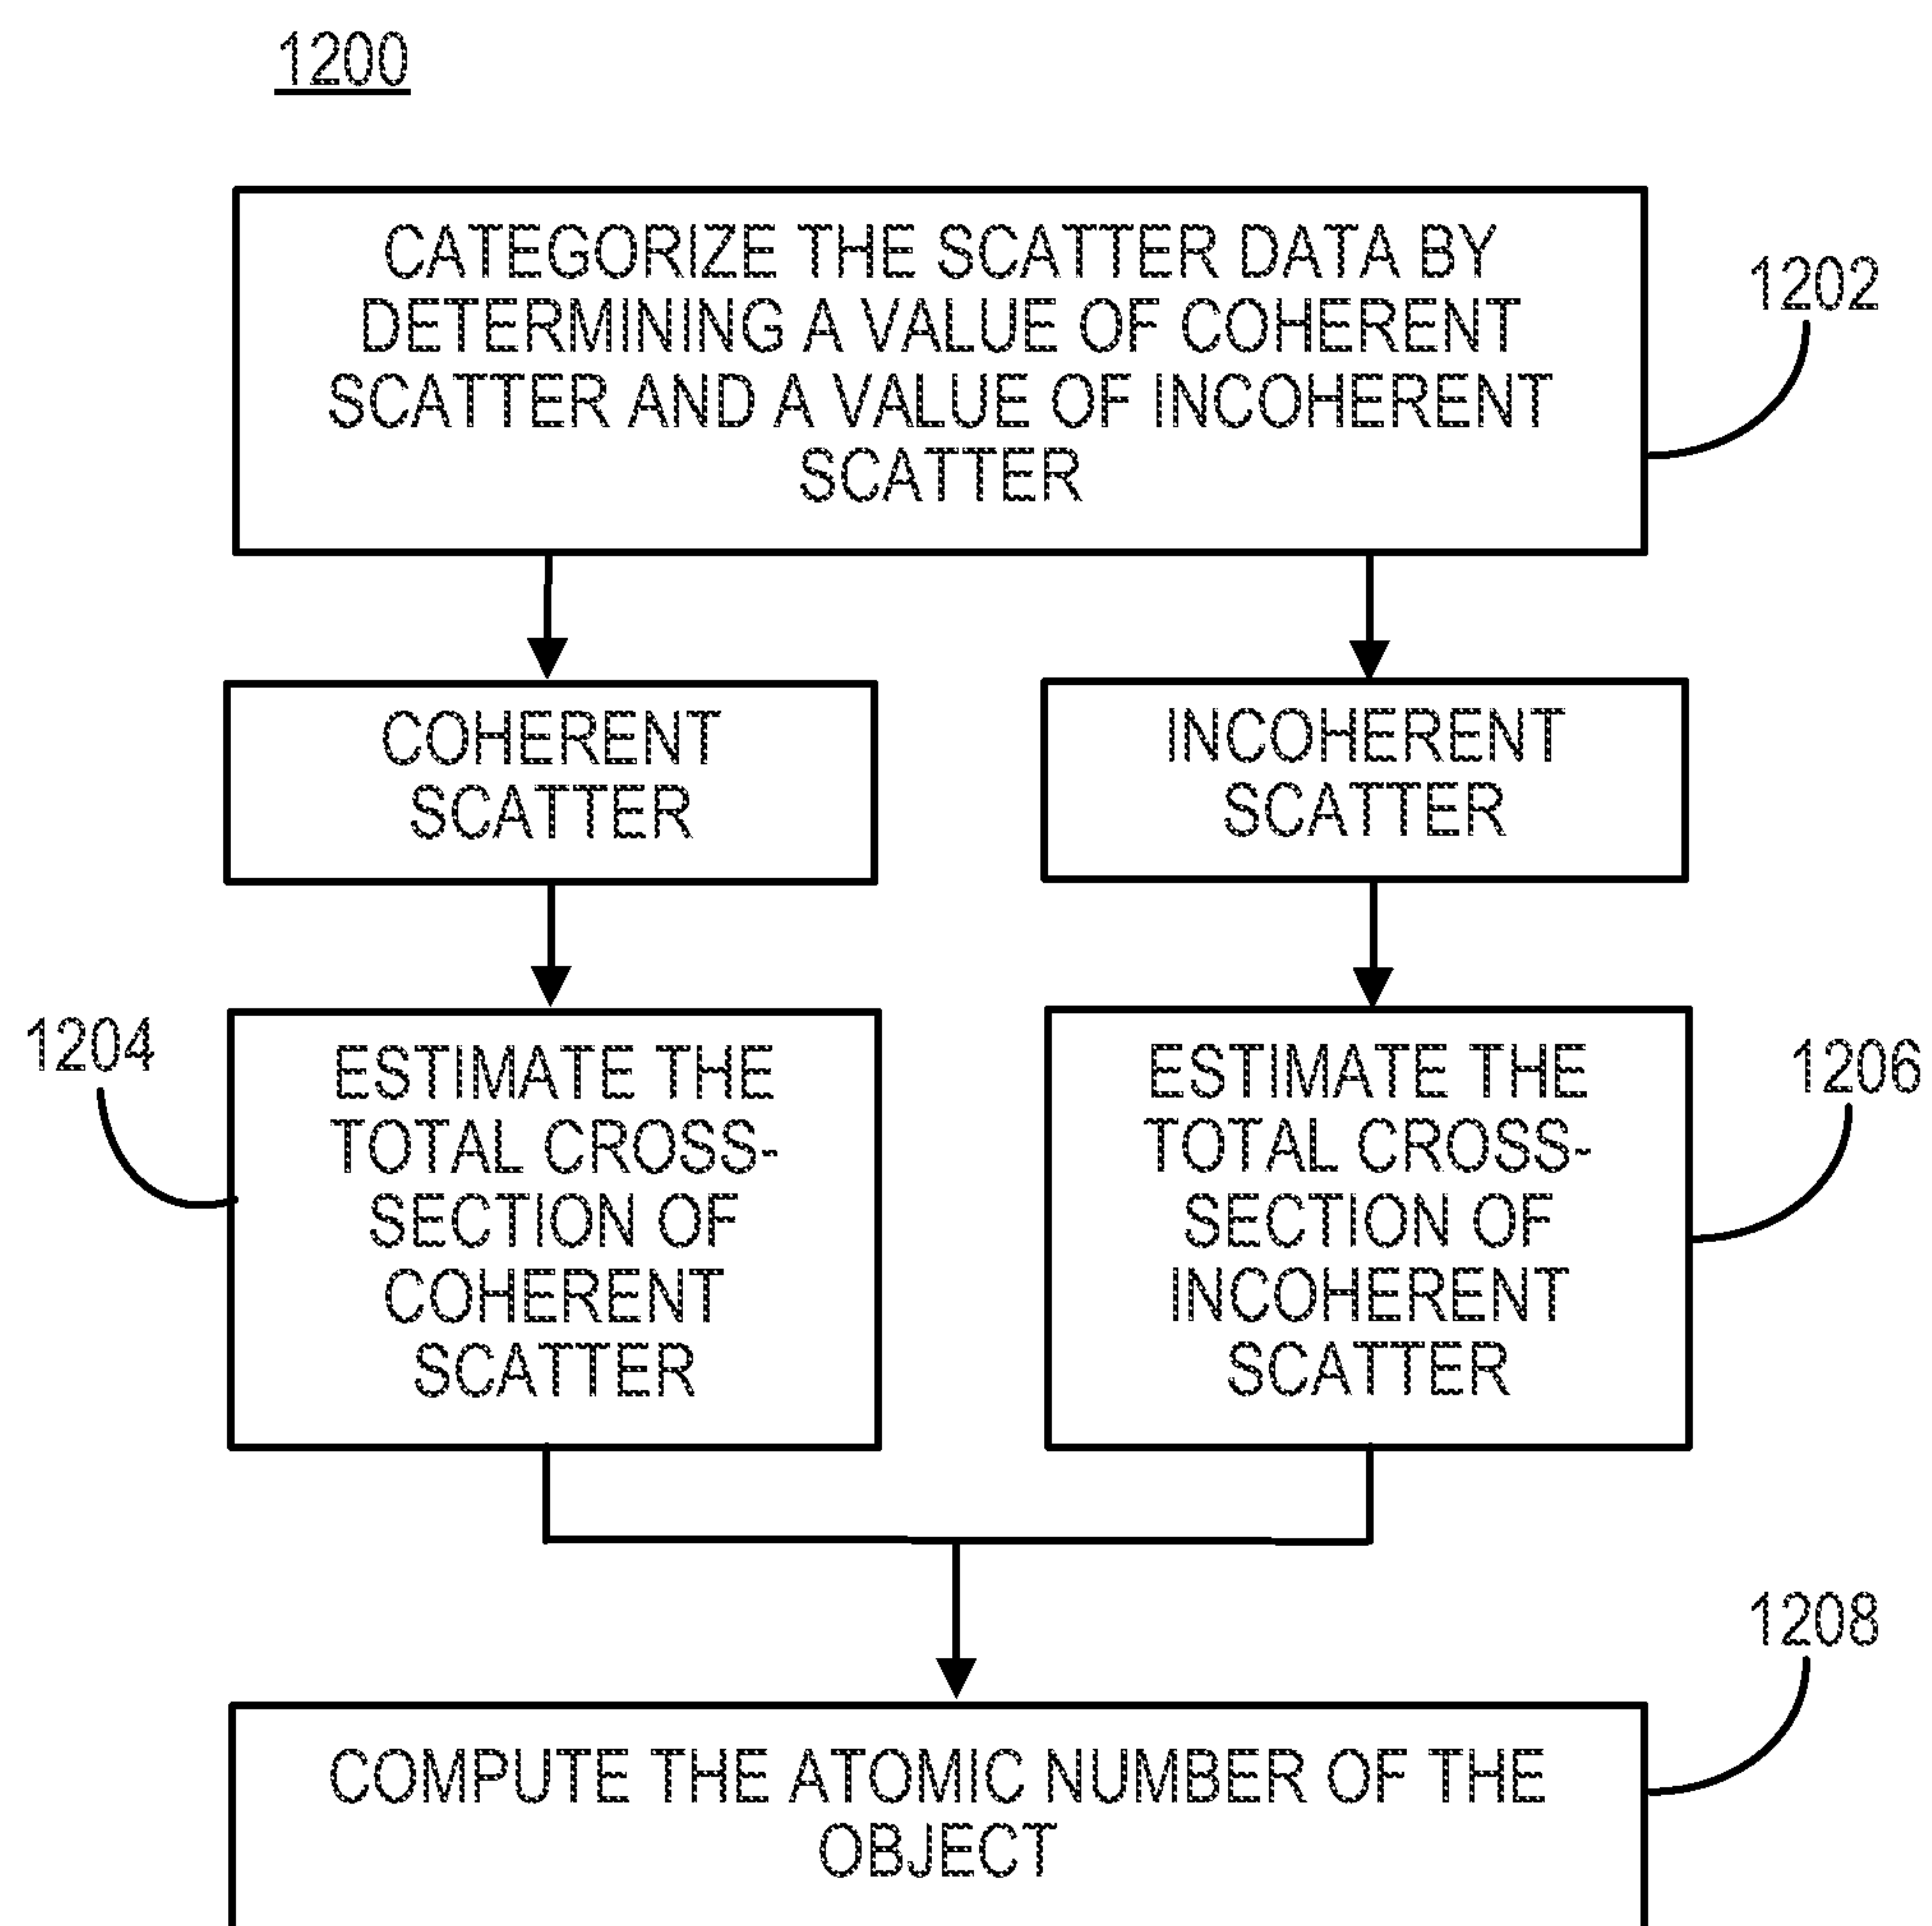 1200
CATEGORIZE THE SCATTER DATA BY
DETERMINING A VALUE OF COHERENT
SCATTER AND A VALUE OF INCOHERENT
SCATTER
1202
COHERENT
SCATTER
INCOHERENT
SCATTER
1204
ESTIMATE THE
TOTAL CROSS-
SECTION OF
COHERENT
SCATTER
ESTIMATE THE
TOTAL CROSS-
SECTION OF
INCOHERENT
SCATTER
1206
1208
COMPUTE THE ATOMIC NUMBER OF THE
OBJECT